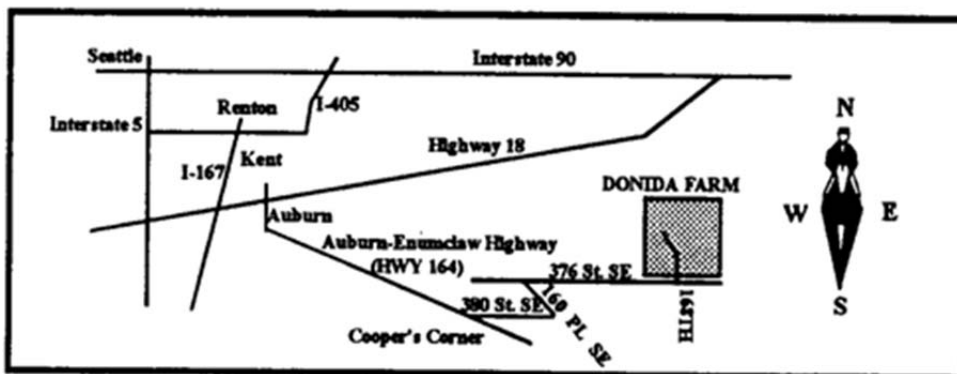 Seattle
Interstate 90
I-405
Renton
Interstate 5
Highway 18
Kent
I-167
N
DONIDA FARM
W E
Auburn
Auburn-Enumclaw Highway
(HWY 164)
376 St. SE
380 St. SE
160 PL SE
168TH
S
Cooper's Corner